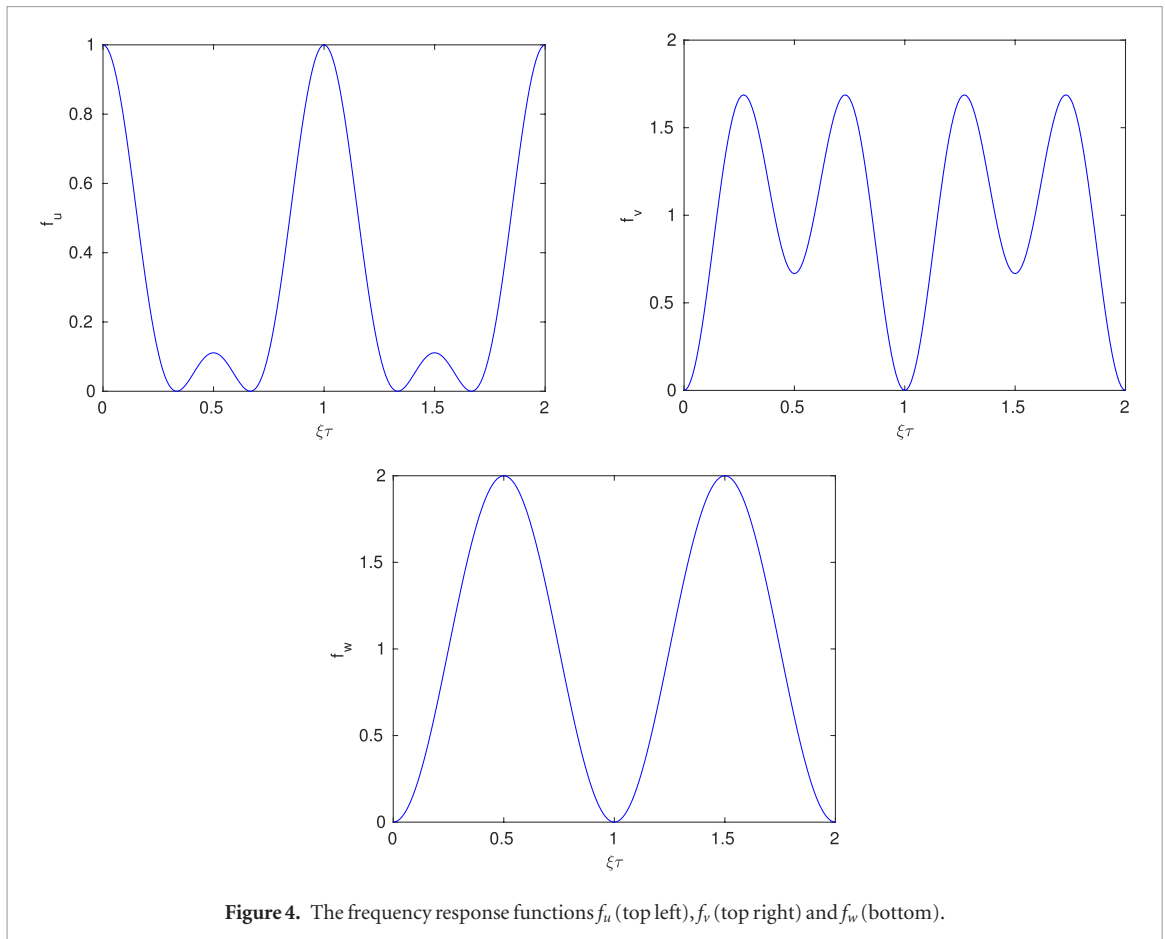 1
0.8
0.6
0.4
0.2
0
f_u
0 0.5 1 1.5 2
ξτ
2
1.5
1
0.5
0
f_v
0 0.5 1 1.5 2
ξτ
2
1.5
1
0.5
0
f_w
0 0.5 1 1.5 2
ξτ
Figure 4. The frequency response functions f_u (top left), f_v (top right) and f_w (bottom).